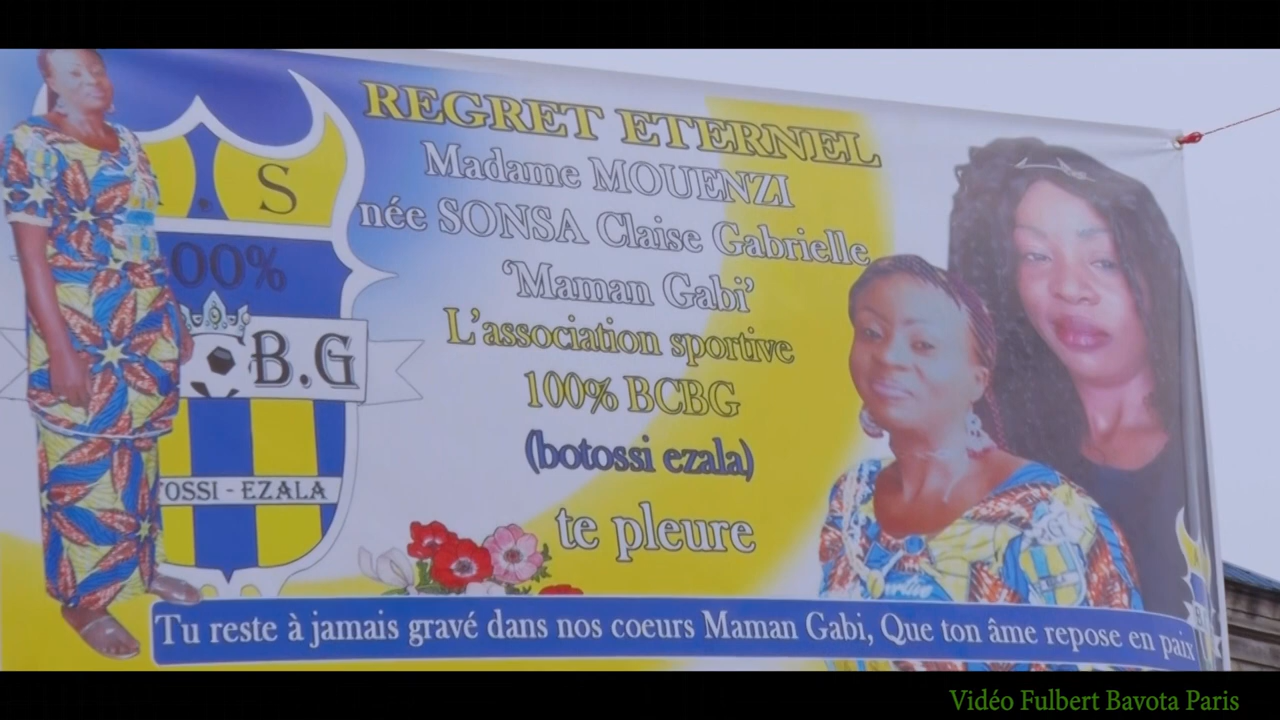 REGRET ETERNEL
Madame MOUENZI
née SONSA Claise Gabrielle
‘Maman Gabi’
L’association sportive
100% BCBG
(botossi ezala)
te pleure
S
100%
B.G
TOSSI - EZALA
Tu reste à jamais gravé dans nos coeurs Maman Gabi, Que ton âme repose en paix
Vidéo Fulbert Bavota Paris